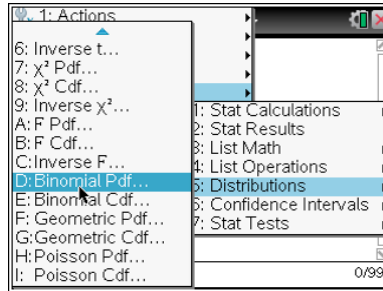 1: Actions
6: Inverse t...
7: χ² Pdf...
8: χ² Cdf...
9: Inverse χ²...
A: F Pdf...
B: F Cdf...
C:Inverse F...
D:Binomial Pdf...
E: Binomial Cdf...
F: Geometric Pdf...
G:Geometric Cdf...
H:Poisson Pdf...
I: Poisson Cdf...
1: Stat Calculations
2: Stat Results
3: List Math
4: List Operations
5: Distributions
6: Confidence Intervals
7: Stat Tests
0/99